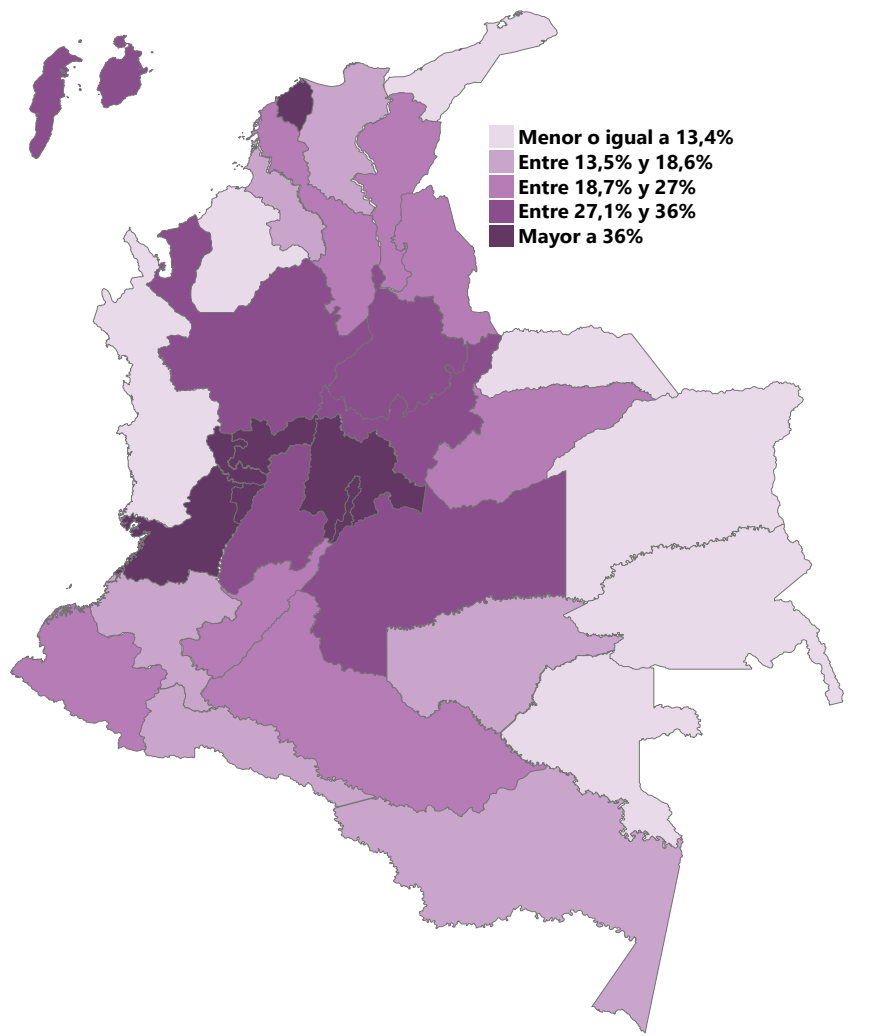 Menor o igual a 13,4%
Entre 13,5% y 18,6%
Entre 18,7% y 27%
Entre 27,1% y 36%
Mayor a 36%